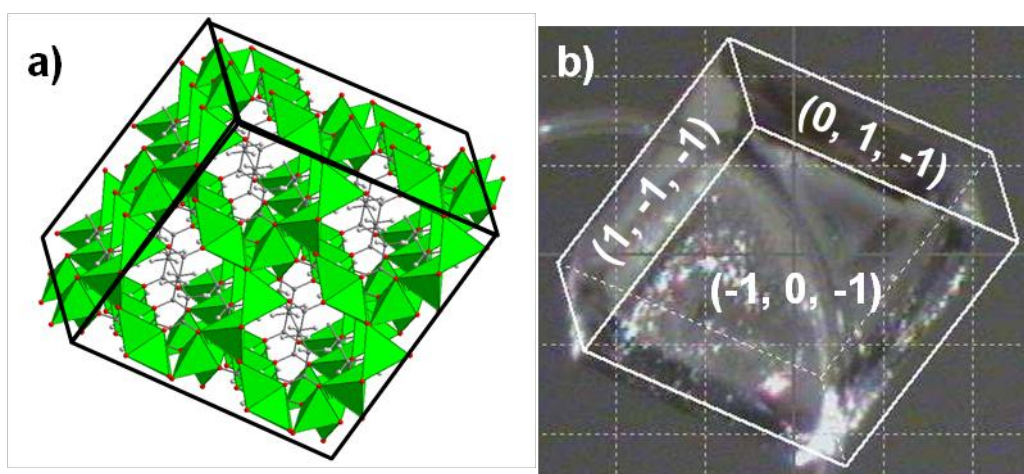 a)
b)
(0, 1, -1)
(1, -1, -1)
(-1, 0, -1)